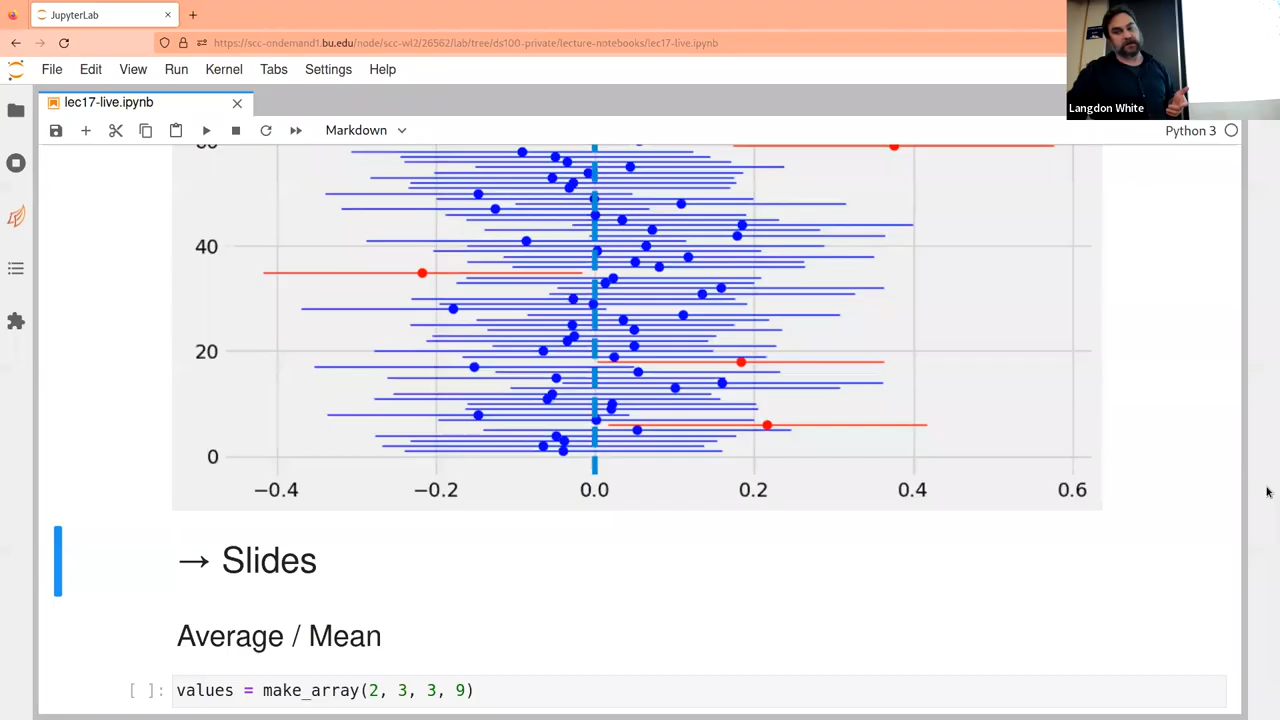 JupyterLab
https://scc-ondemand1.bu.edu/node/scc-wl2/26562/lab/tree/ds100-private/lecture-notebooks/lec17-live.ipynb
File Edit View Run Kernel Tabs Settings Help
Langdon White
lec17-live.ipynb
Markdown
Python 3
40
20
0
−0.4 −0.2 0.0 0.2 0.4 0.6
→ Slides
Average / Mean
[ ]: values = make_array(2, 3, 3, 9)